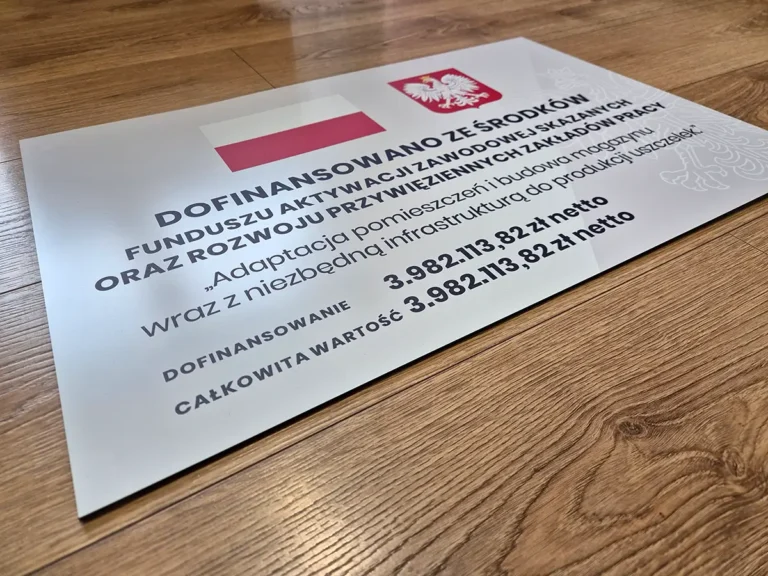 DOFINANSOWANO ZE ŚRODKÓW
FUNDUSZU AKTYWACJI ZAWODOWEJ SKAZANYCH
ORAZ ROZWOJU PRZYWIĘZIENNYCH ZAKŁADÓW PRACY
„Adaptacja pomieszczeń i budowa magazynu
wraz z niezbędną infrastrukturą do produkcji uszczelek.”
DOFINANSOWANIE 3.982.113,82 zł netto
CAŁKOWITA WARTOŚĆ 3.982.113,82 zł netto